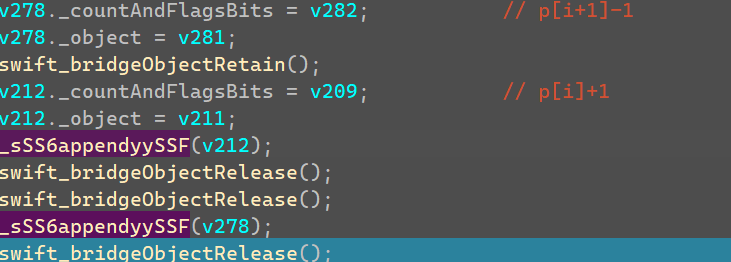 v278._countAndFlagsBits = v282; // p[i+1]-1
v278._object = v281;
swift_bridgeObjectRetain();
v212._countAndFlagsBits = v209; // p[i]+1
v212._object = v211;
_sSS6appendyySSF(v212);
swift_bridgeObjectRelease();
swift_bridgeObjectRelease();
_sSS6appendyySSF(v278);
swift_bridgeObjectRelease();